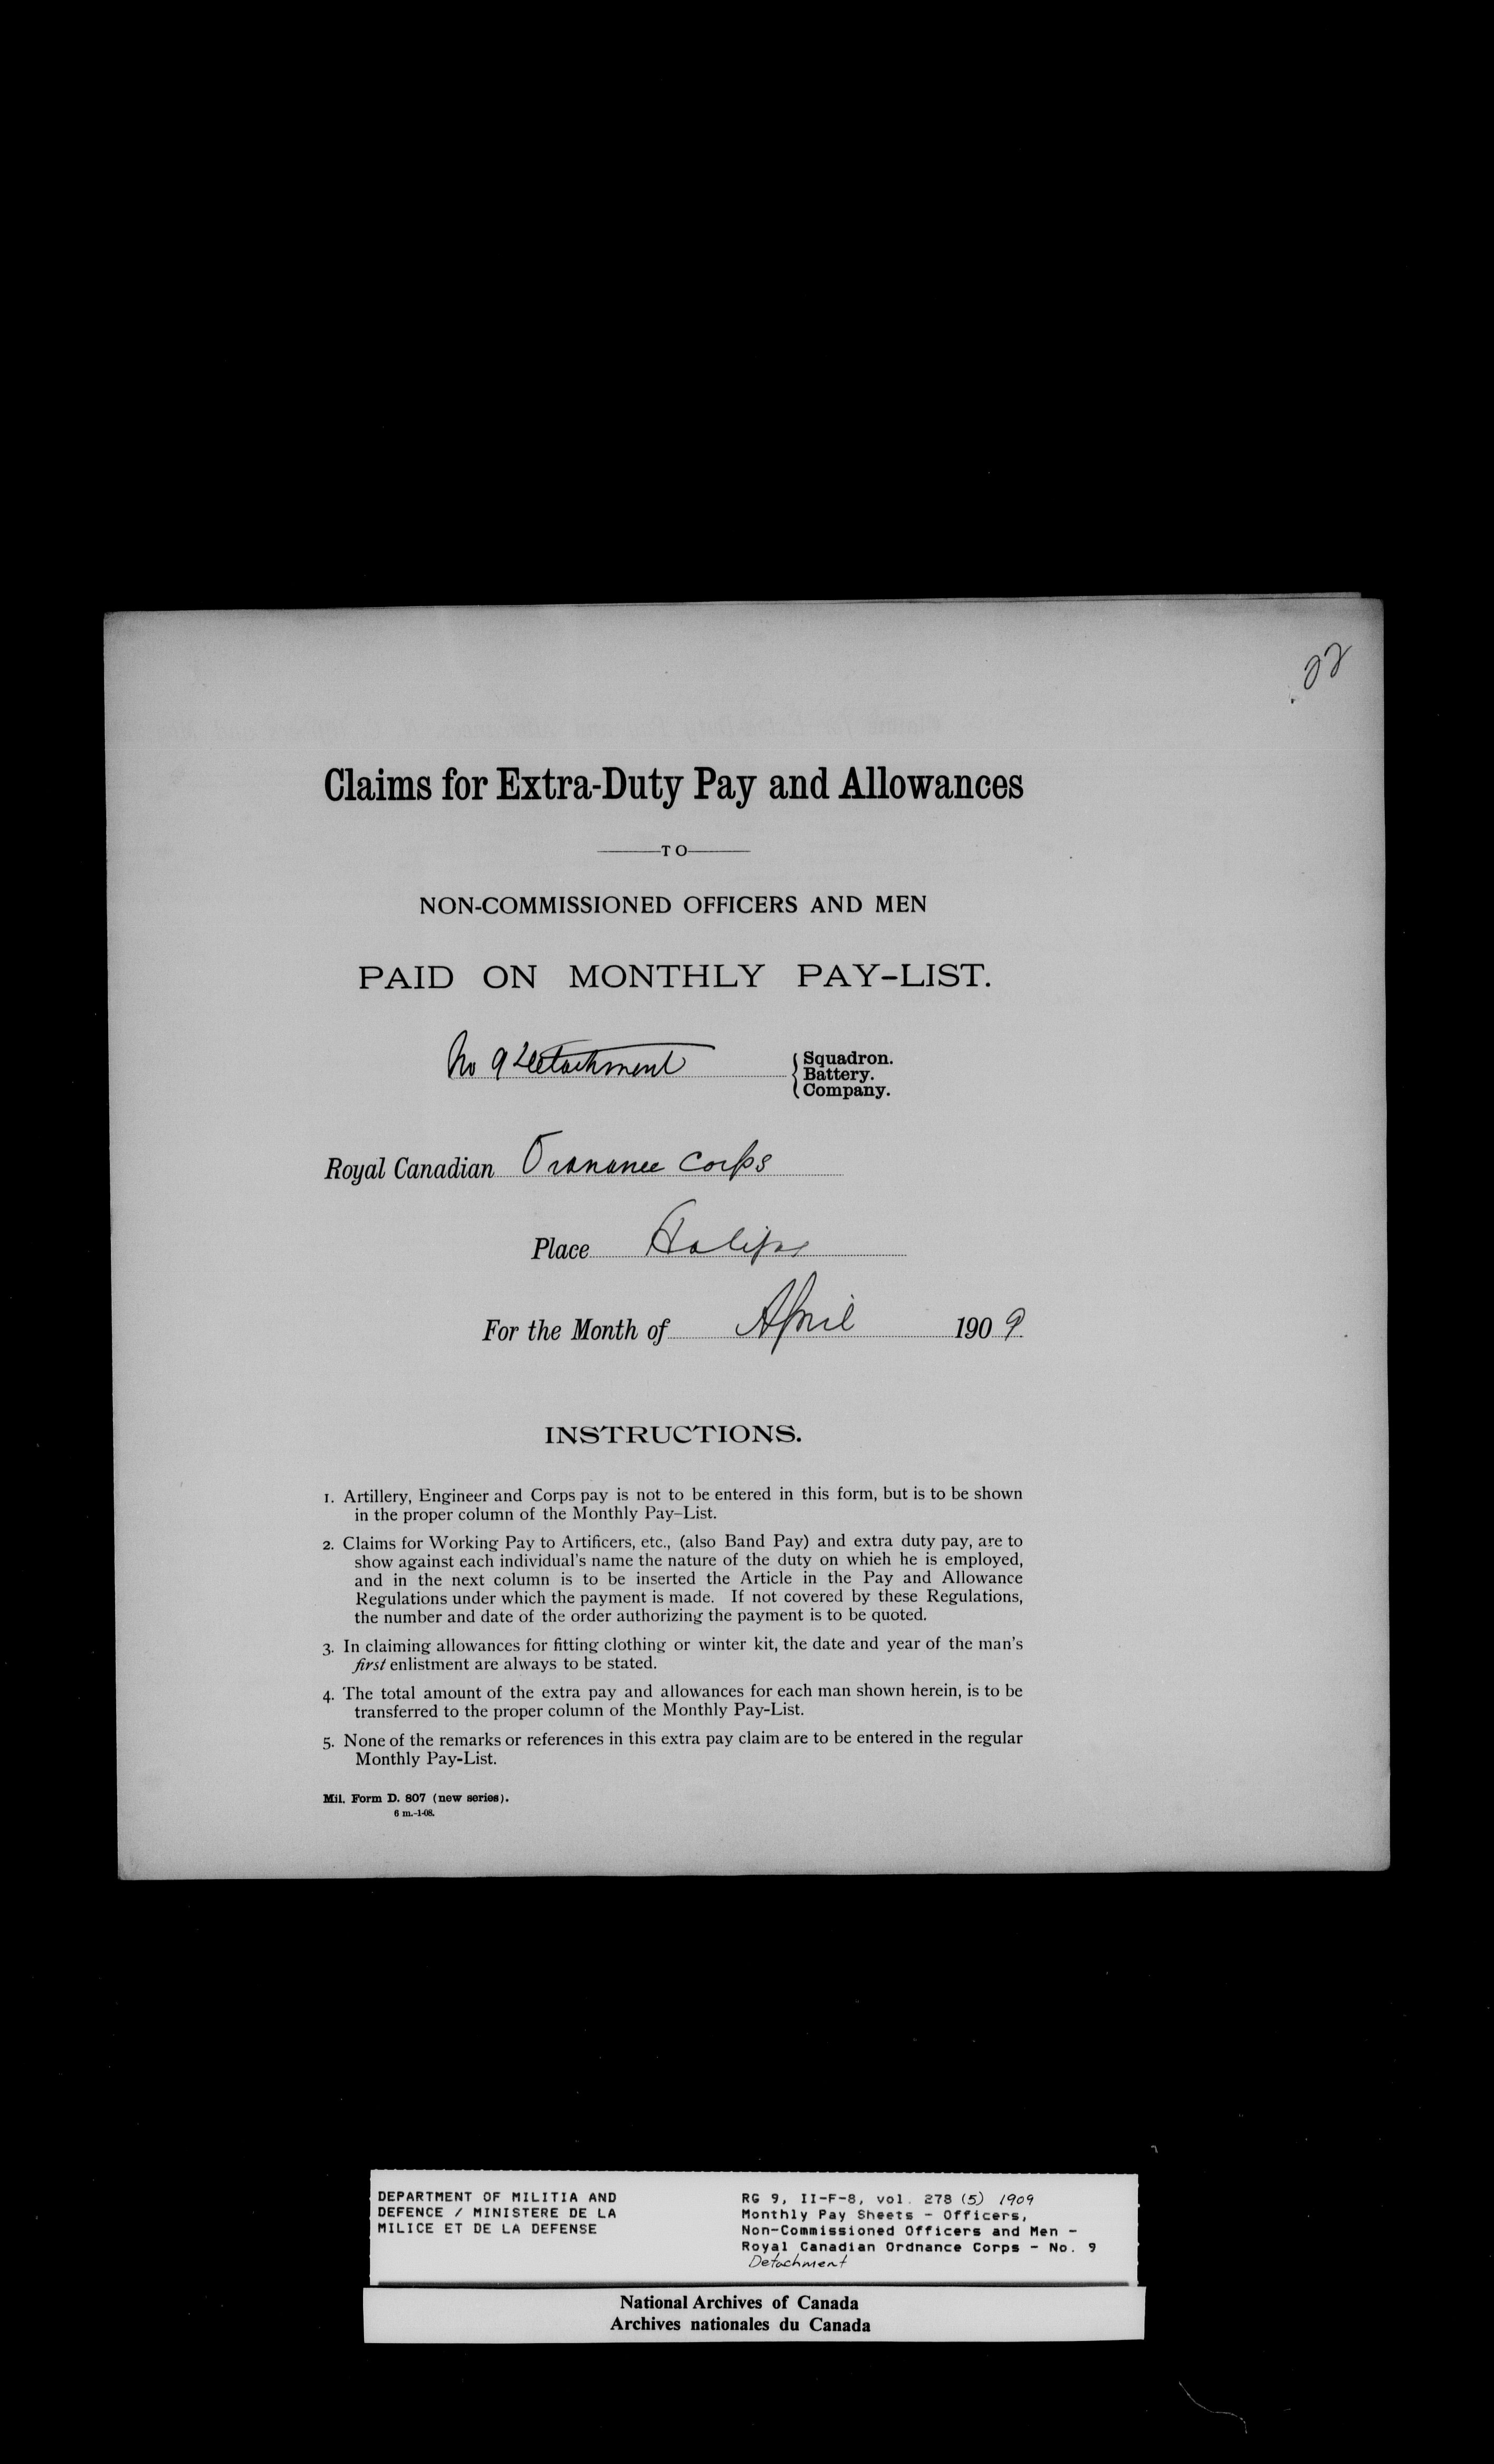 Claims for Extra-Duty Pay and Allowances
TO
NON-COMMISSIONED OFFICERS AND MEN
PAID ON MONTHLY PAY-LIST.
No 9 Detachment
Squadron.
Battery.
Company.
Royal Canadian Ordnance Corps
Place Halifax
For the Month of April 1909
INSTRUCTIONS.
1. Artillery, Engineer and Corps pay is not to be entered in this form, but is to be shown
in the proper column of the Monthly Pay-List.
2. Claims for Working Pay to Artificers, etc., (also Band Pay) and extra duty pay, are to
show against each individual's name the nature of the duty on whieh he is employed,
and in the next column is to be inserted the Article in the Pay and Allowance
Regulations under which the payment is made. If not covered by these Regulations,
the number and date of the order authorizing the payment is to be quoted.
3. In claiming allowances for fitting clothing or winter kit, the date and year of the man's
first enlistment are always to be stated.
4. The total amount of the extra pay and allowances for each man shown herein, is to be
transferred to the proper column of the Monthly Pay-List.
5. None of the remarks or references in this extra pay claim are to be entered in the regular
Monthly Pay-List.
Mil. Form D. 807 (new series).
6 m.-1-08.
DEPARTMENT OF MILITIA AND
DEFENCE / MINISTERE DE LA
MILICE ET DE LA DEFENSE
RG 9, II-F-8, vol. 278 (5) 1909
Monthly Pay Sheets - Officers,
Non-Commissioned Officers and Men -
Royal Canadian Ordnance Corps - No. 9
Detachment
National Archives of Canada
Archives nationales du Canada